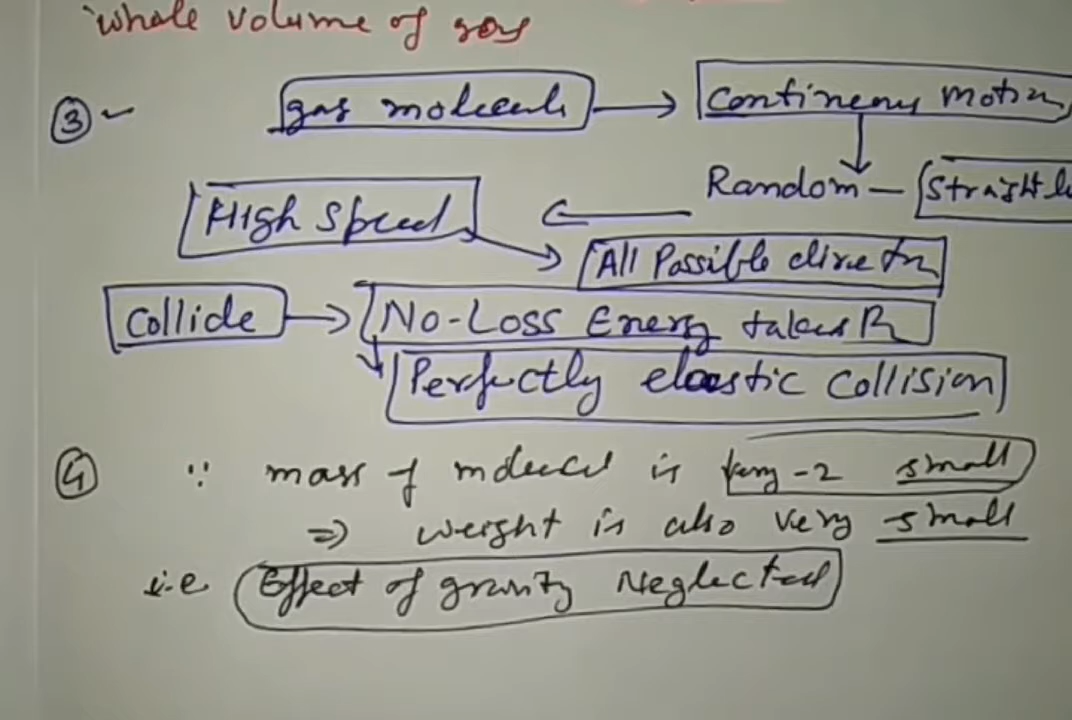 whole volume of gas
③ gas molecule → Contineous Motion
Random — Straight
High Speed
All Possible direction
Collide → No-Loss Energy takes
Perfectly elastic Collision
④ ∵ mass of molecul is very-2 small
⇒ weight is also very small
i.e Effect of gravity Neglected